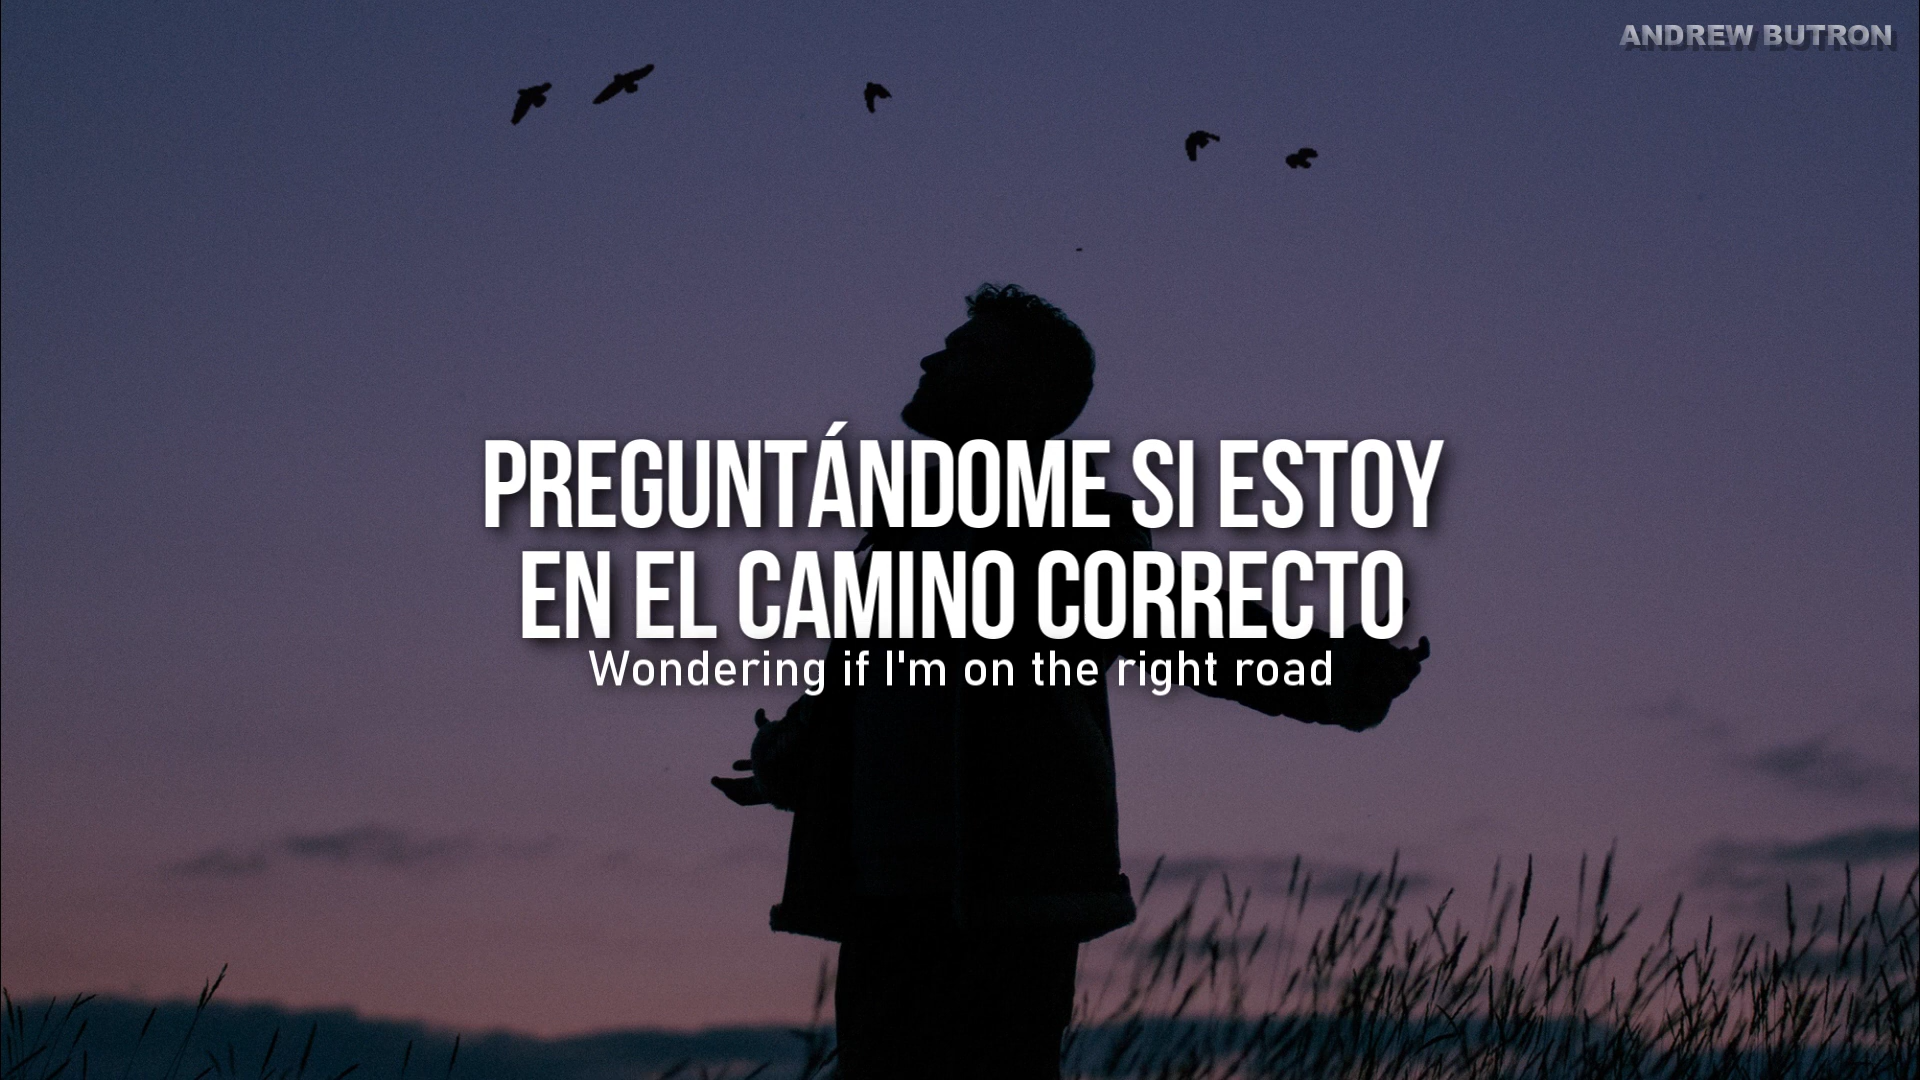 ANDREW BUTRON
PREGUNTÁNDOME SI ESTOY
EN EL CAMINO CORRECTO
Wondering if I'm on the right road